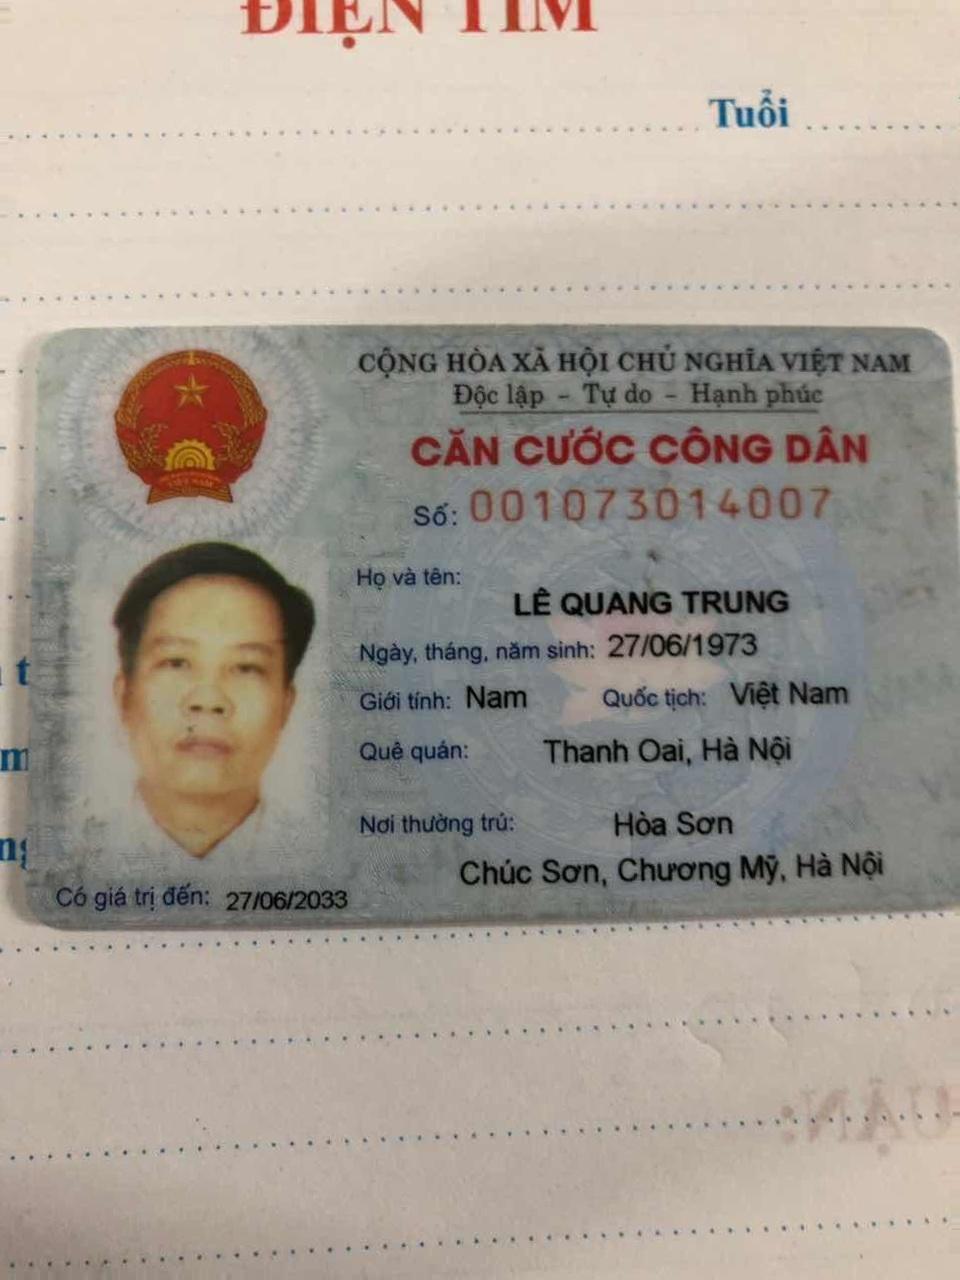 ĐIỆN TIM
Tuổi
CỘNG HÒA XÃ HỘI CHỦ NGHĨA VIỆT NAM
Độc lập - Tự do - Hạnh phúc
CĂN CƯỚC CÔNG DÂN
Số: 001073014007
Họ và tên:
LÊ QUANG TRUNG
Ngày, tháng, năm sinh: 27/06/1973
Giới tính: Nam Quốc tịch: Việt Nam
Quê quán: Thanh Oai, Hà Nội
Nơi thường trú: Hòa Sơn
Chúc Sơn, Chương Mỹ, Hà Nội
Có giá trị đến: 27/06/2033